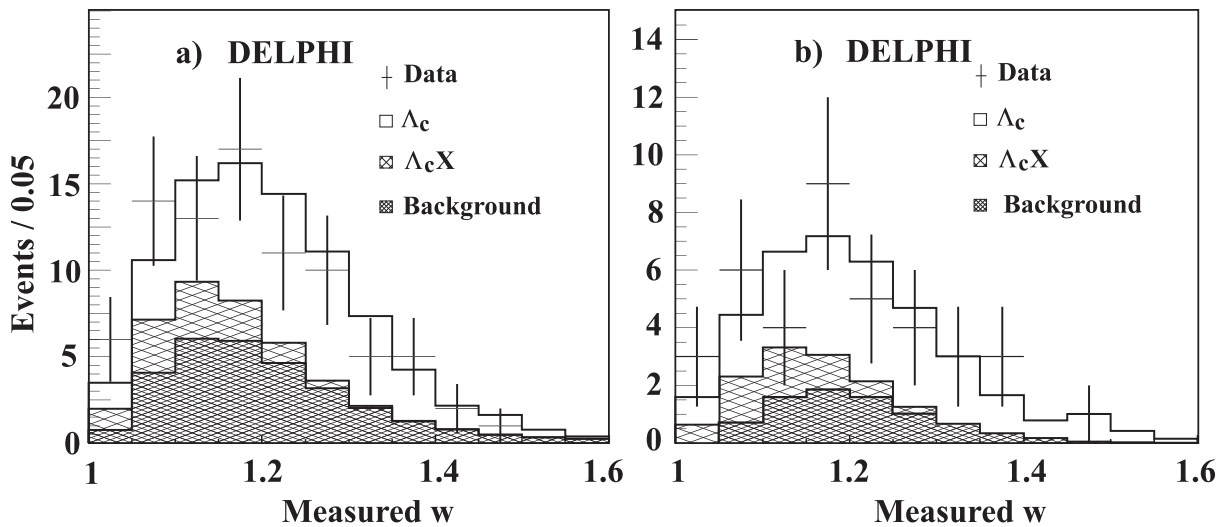 a) DELPHI
Data
Λc
ΛcX
Background
20
15
10
5
0
1
1.2
1.4
1.6
Measured w
Events / 0.05
b) DELPHI
Data
Λc
ΛcX
Background
14
12
10
8
6
4
2
0
1
1.2
1.4
1.6
Measured w